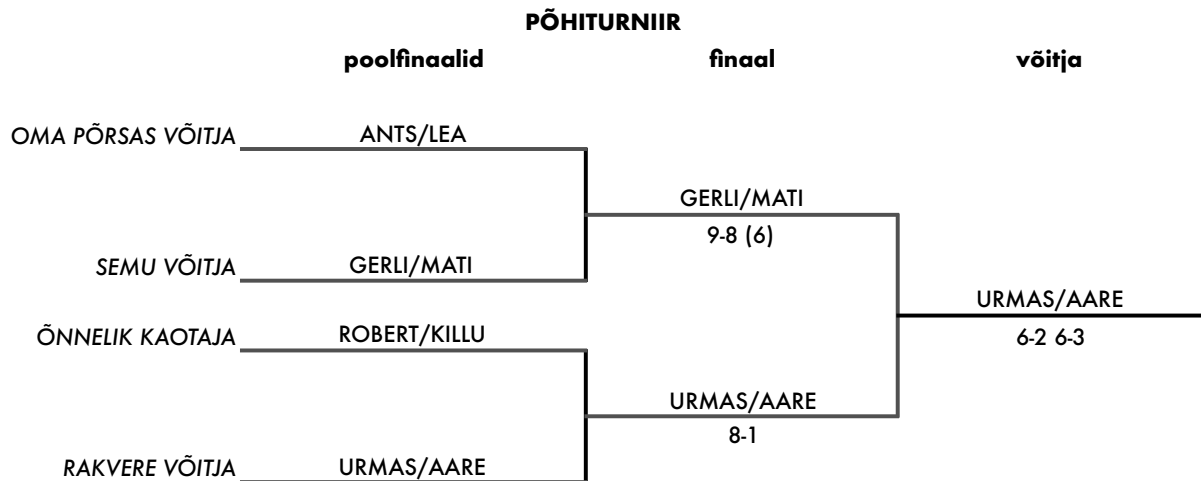 PÕHITURNIIR
poolfinaalid finaal võitja
OMA PÕRSAS VÕITJA ANTS/LEA
GERLI/MATI
9-8 (6)
SEMU VÕITJA GERLI/MATI
URMAS/AARE
6-2 6-3
ÕNNELIK KAOTAJA ROBERT/KILLU
URMAS/AARE
8-1
RAKVERE VÕITJA URMAS/AARE